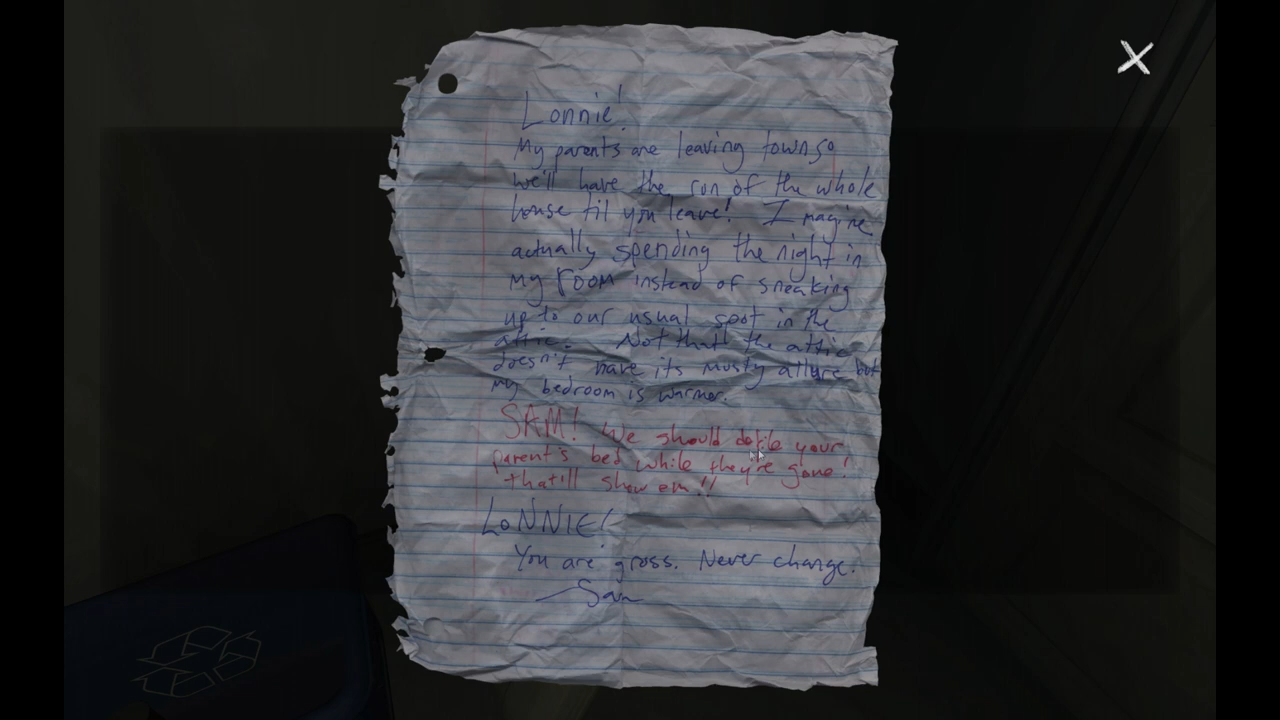 Lonnie!
My parents are leaving town so
we'll have the run of the whole
house til you leave! Imagine
actually spending the night in
my room instead of sneaking
up to our usual spot in the
attic. Not that the attic
doesn't have its musty allure but
my bedroom is warmer.
SAM! We should defile your
parent's bed while they're gone!
that'll show em!!
LONNIE!
You are gross. Never change.
—Sam